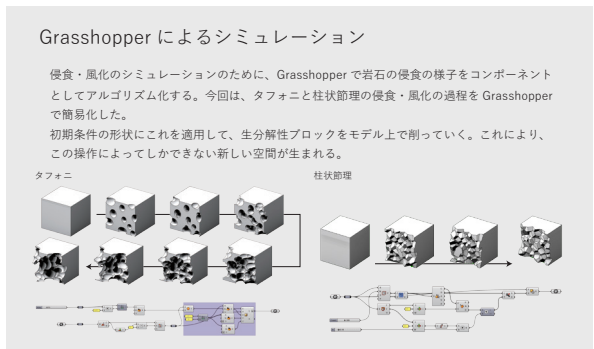 Grasshopper によるシミュレーション
侵食・風化のシミュレーションのために、Grasshopper で岩石の侵食の様子をコンポーネント
としてアルゴリズム化する。今回は、タフォニと柱状節理の侵食・風化の過程を Grasshopper
で簡易化した。
初期条件の形状にこれを適用して、生分解性ブロックをモデル上で削っていく。これにより、
この操作によってしかできない新しい空間が生まれる。
タフォニ
柱状節理